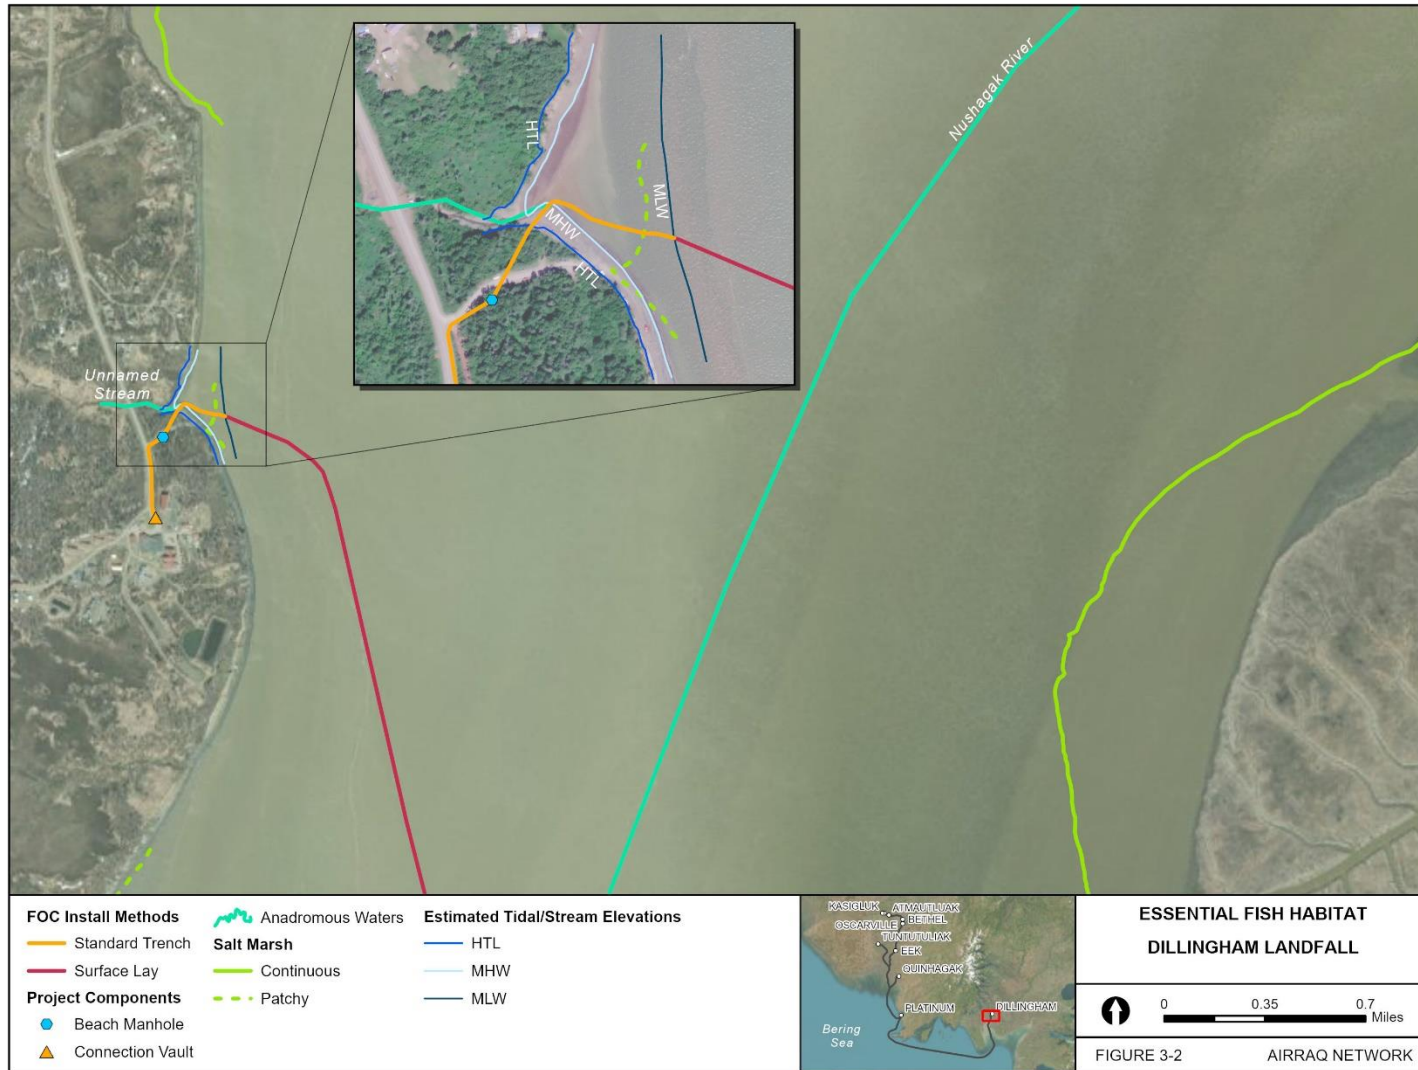 Nushagak River
HTL
MLW
MHW
HTL
Unnamed
Stream
FOC Install Methods
Standard Trench
Surface Lay
Project Components
Beach Manhole
Connection Vault
Anadromous Waters
Salt Marsh
Continuous
Patchy
Estimated Tidal/Stream Elevations
HTL
MHW
MLW
KASIGLUK
ATMAUTLUAK
BETHEL
OSCARVILLE
TUNTUTULIAK
EEK
QUINHAGAK
PLATINUM
DILLINGHAM
Bering
Sea
ESSENTIAL FISH HABITAT
DILLINGHAM LANDFALL
0 0.35 0.7
Miles
FIGURE 3-2 AIRRAQ NETWORK